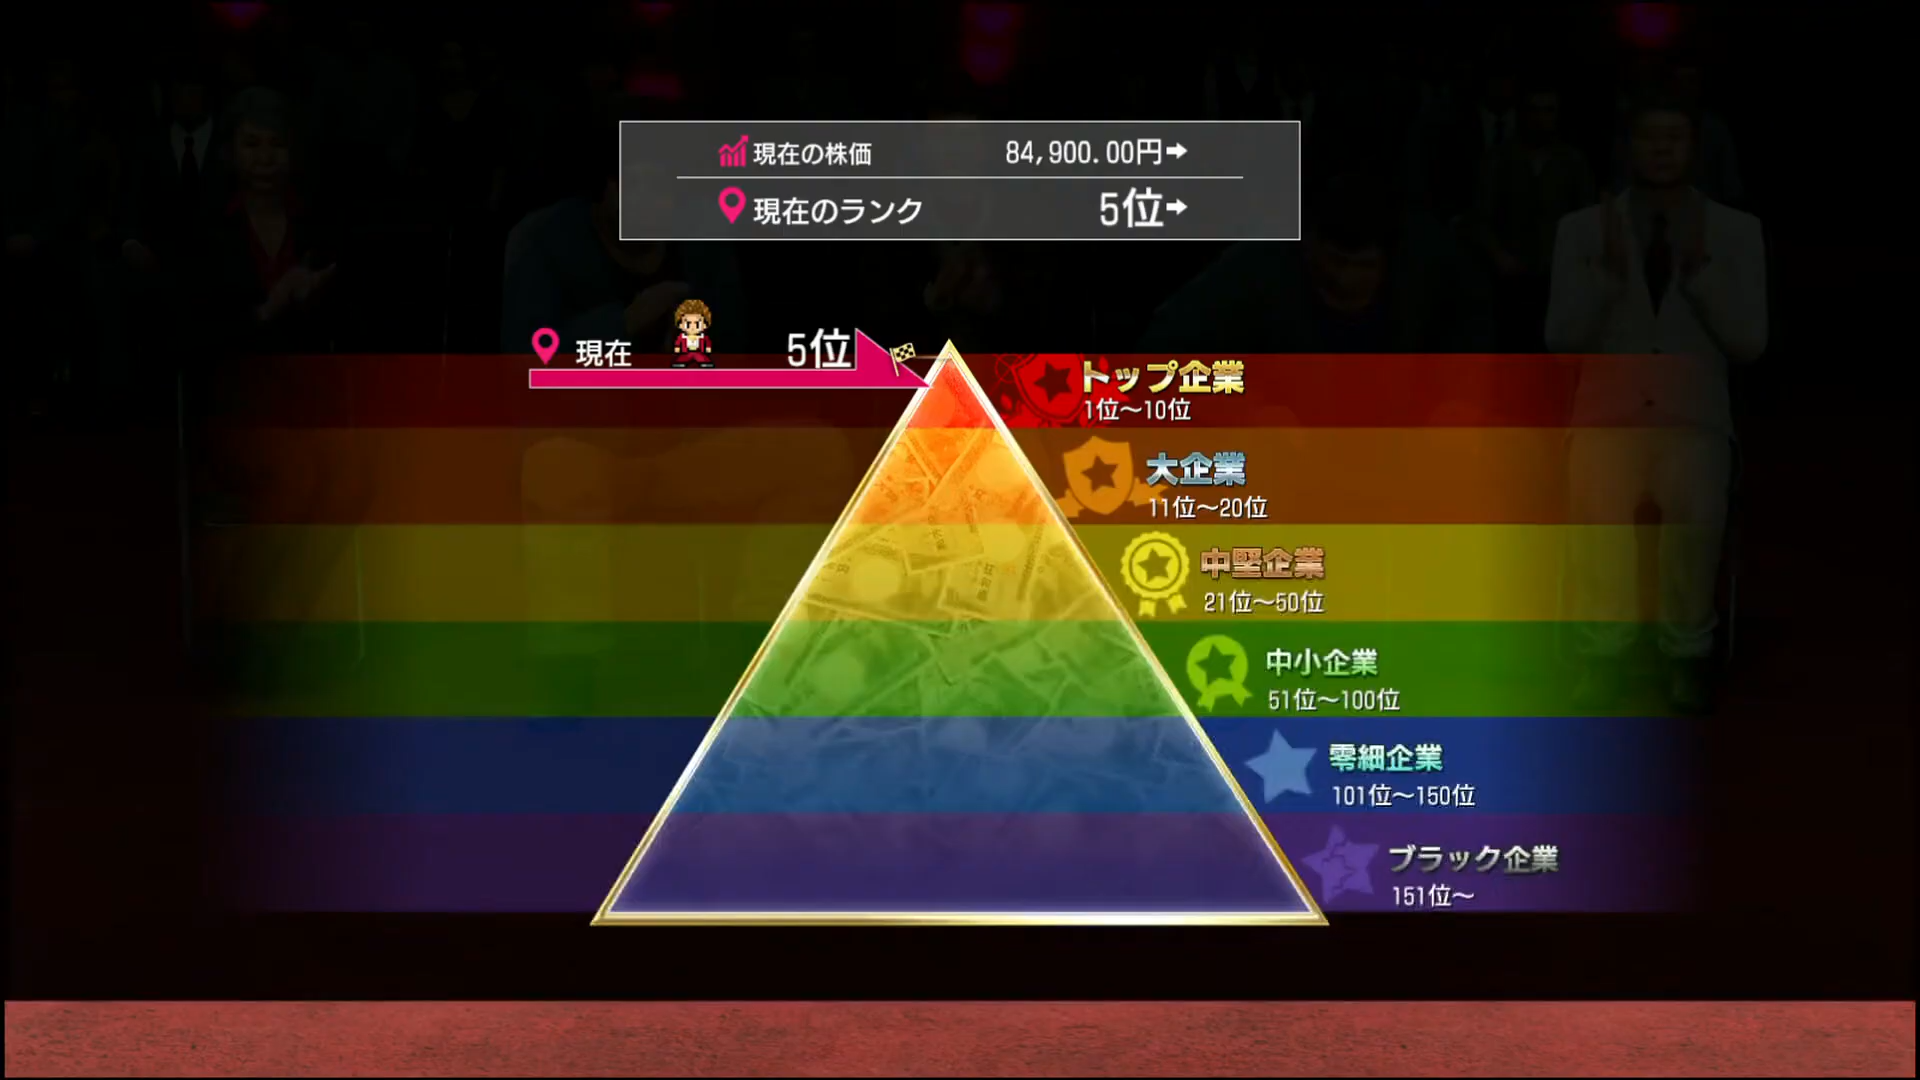 現在の株価 84,900.00円→
現在のランク 5位→
現在 5位
トップ企業
1位～10位
大企業
11位～20位
中堅企業
21位～50位
中小企業
51位～100位
零細企業
101位～150位
ブラック企業
151位～